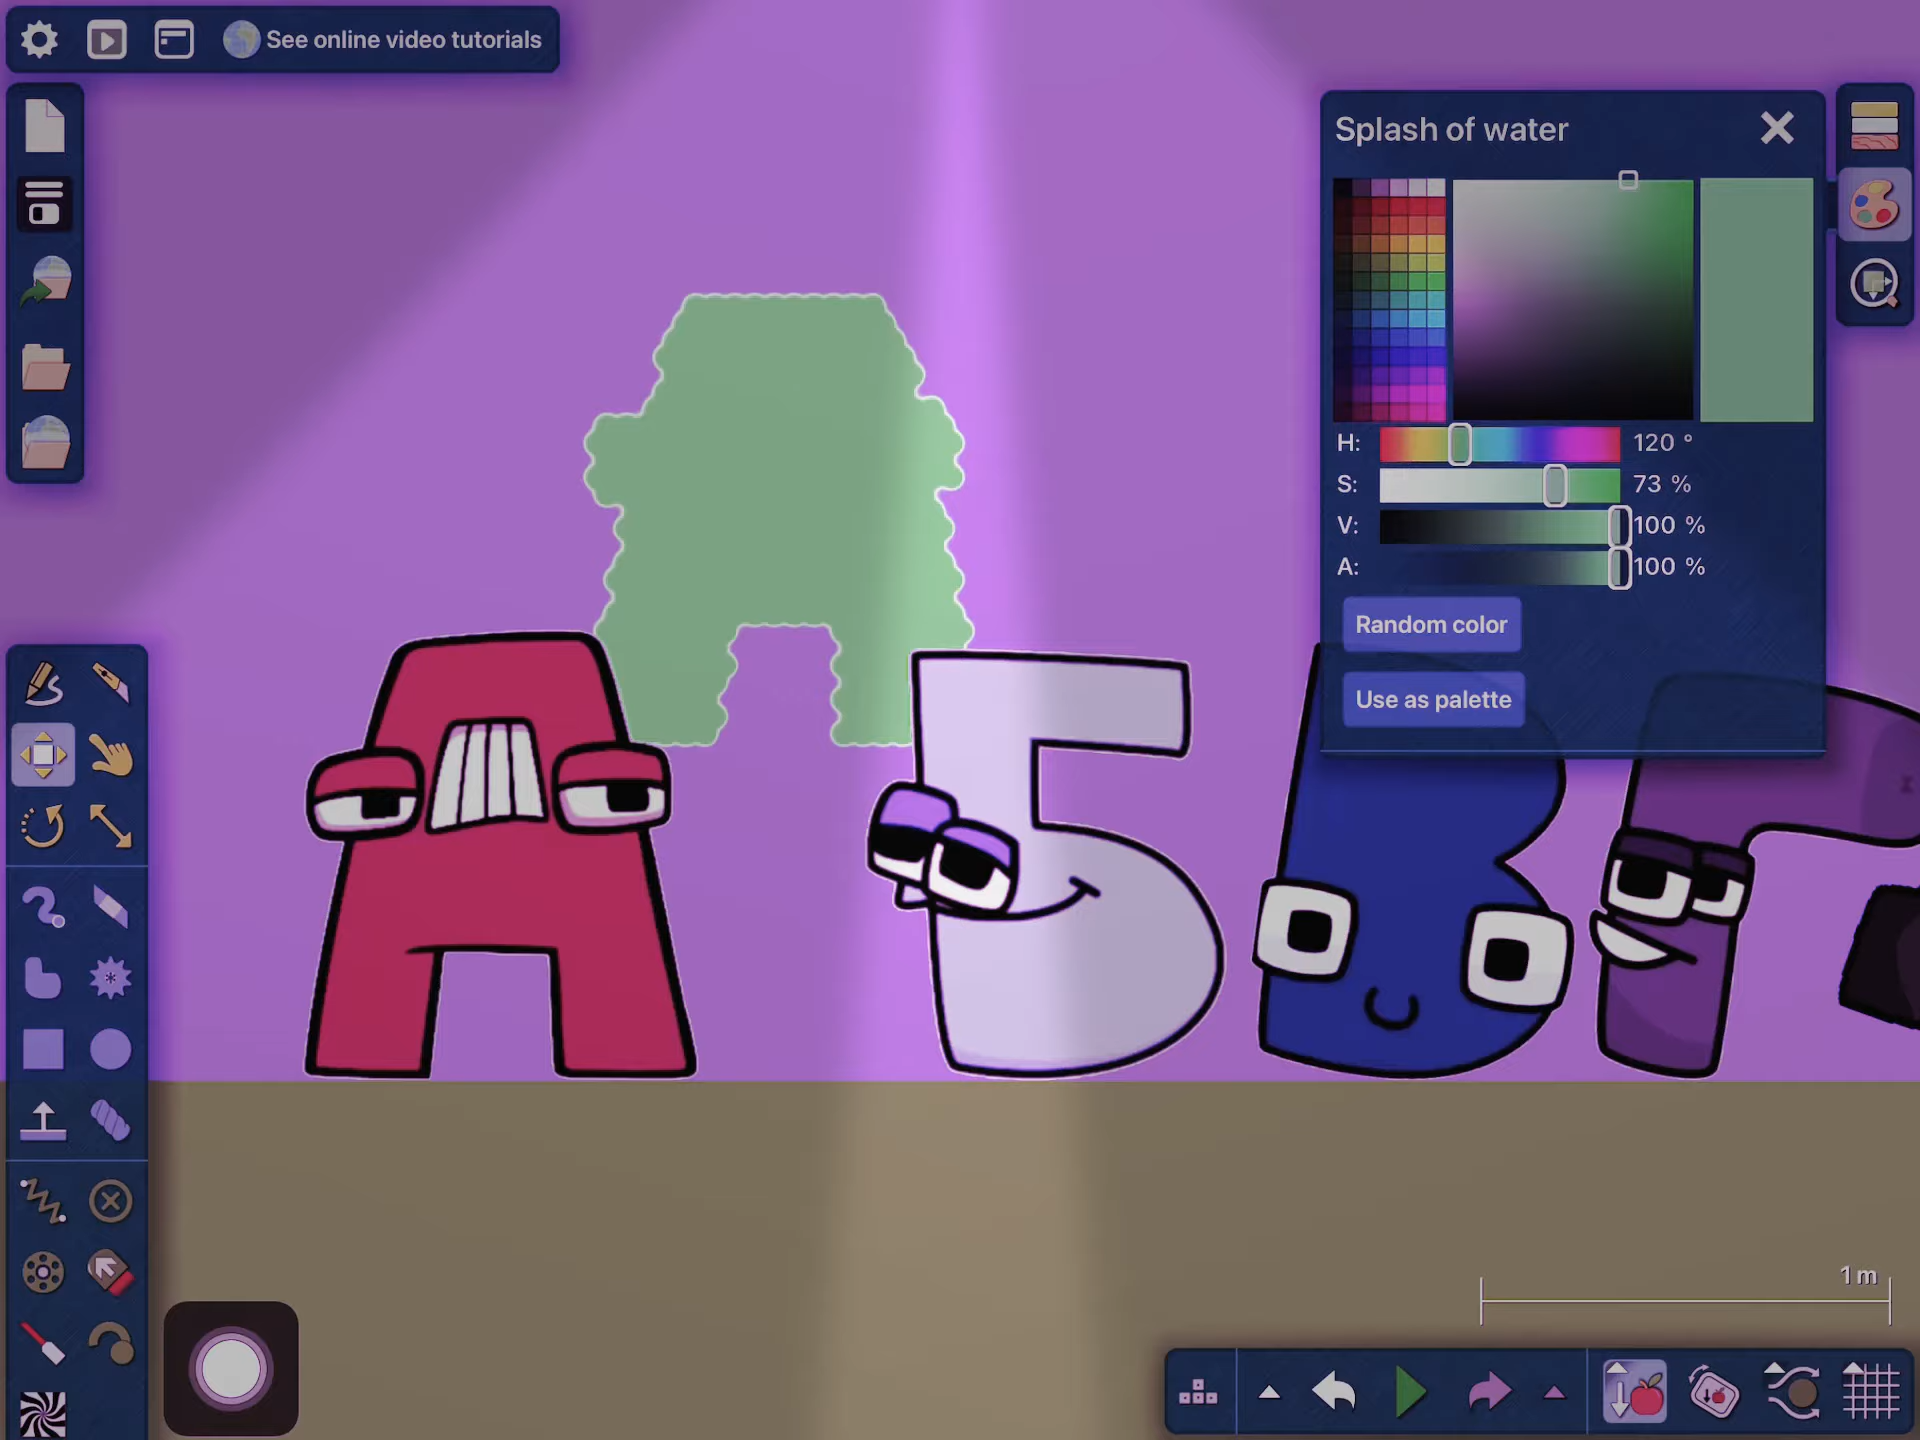 See online video tutorials
Splash of water
H: 120 °
S: 73 %
V: 100 %
A: 100 %
Random color
Use as palette
А Б В Г
1 m